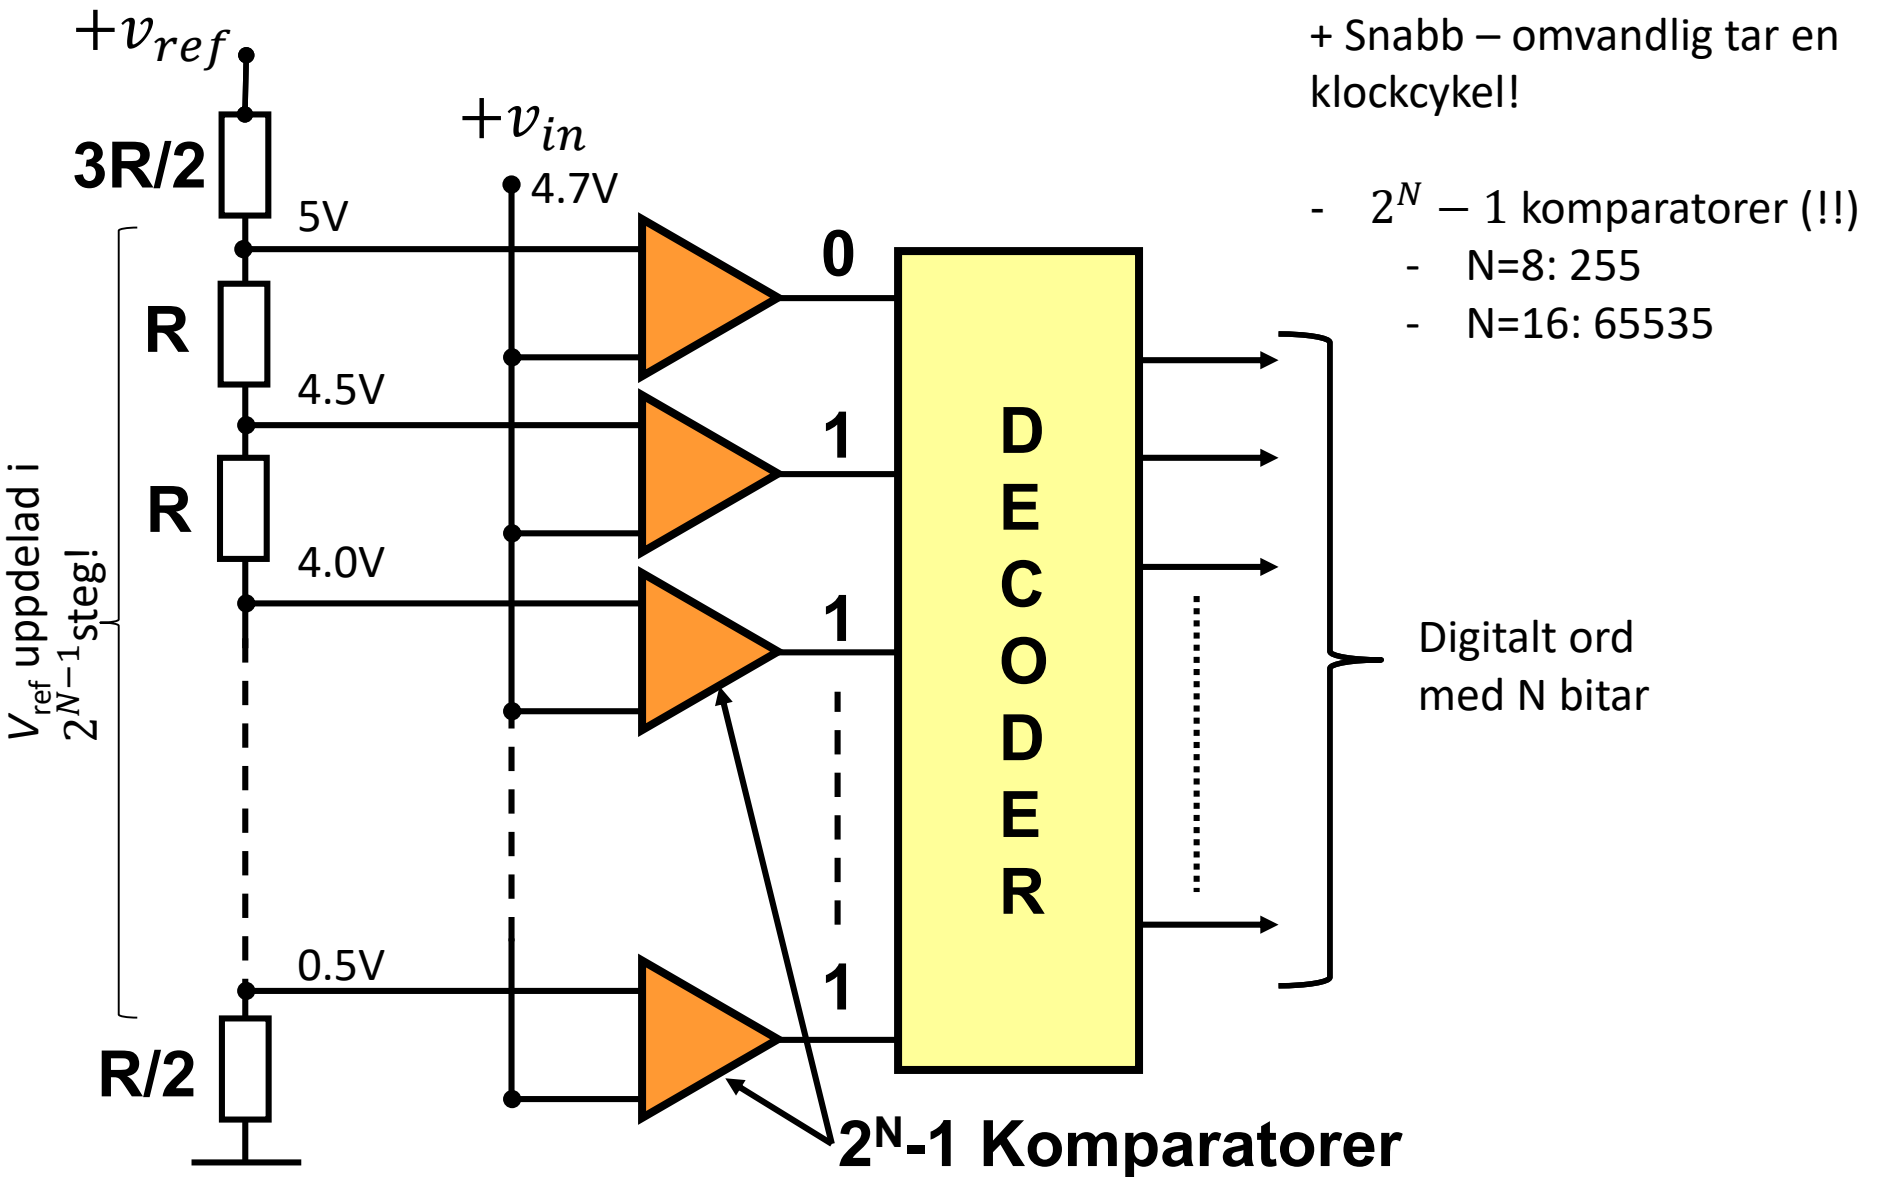 +v_ref
3R/2
5V
R
4.5V
R
4.0V
0.5V
R/2
V_ref uppdelad i
2^{N−1} steg!
+v_in
4.7V
0
1
1
1
DECODER
2^N-1 Komparatorer
+ Snabb – omvandlig tar en
klockcykel!
- 2^N − 1 komparatorer (!!)
- N=8: 255
- N=16: 65535
Digitalt ord
med N bitar